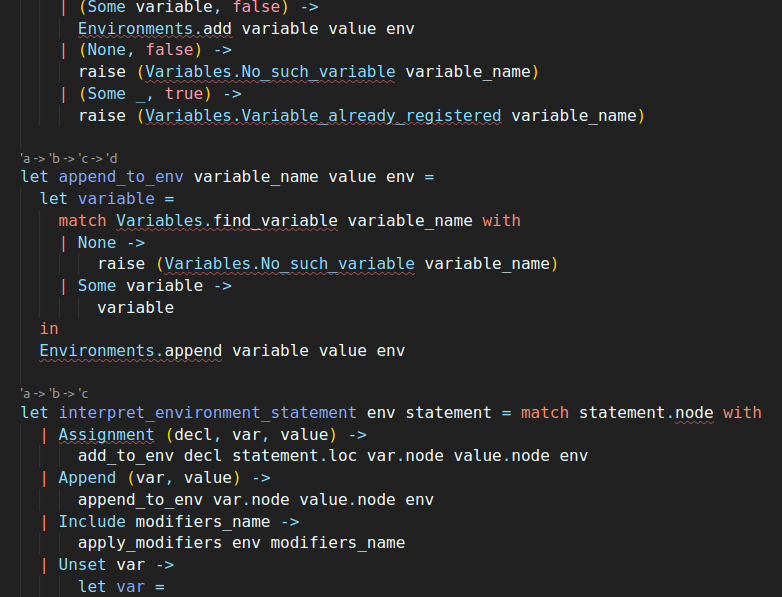 | (Some variable, false) ->
Environments.add variable value env
| (None, false) ->
raise (Variables.No_such_variable variable_name)
| (Some _, true) ->
raise (Variables.Variable_already_registered variable_name)
'a -> 'b -> 'c -> 'd
let append_to_env variable_name value env =
let variable =
match Variables.find_variable variable_name with
| None ->
raise (Variables.No_such_variable variable_name)
| Some variable ->
variable
in
Environments.append variable value env
'a -> 'b -> 'c
let interpret_environment_statement env statement = match statement.node with
| Assignment (decl, var, value) ->
add_to_env decl statement.loc var.node value.node env
| Append (var, value) ->
append_to_env var.node value.node env
| Include modifiers_name ->
apply_modifiers env modifiers_name
| Unset var ->
let var =